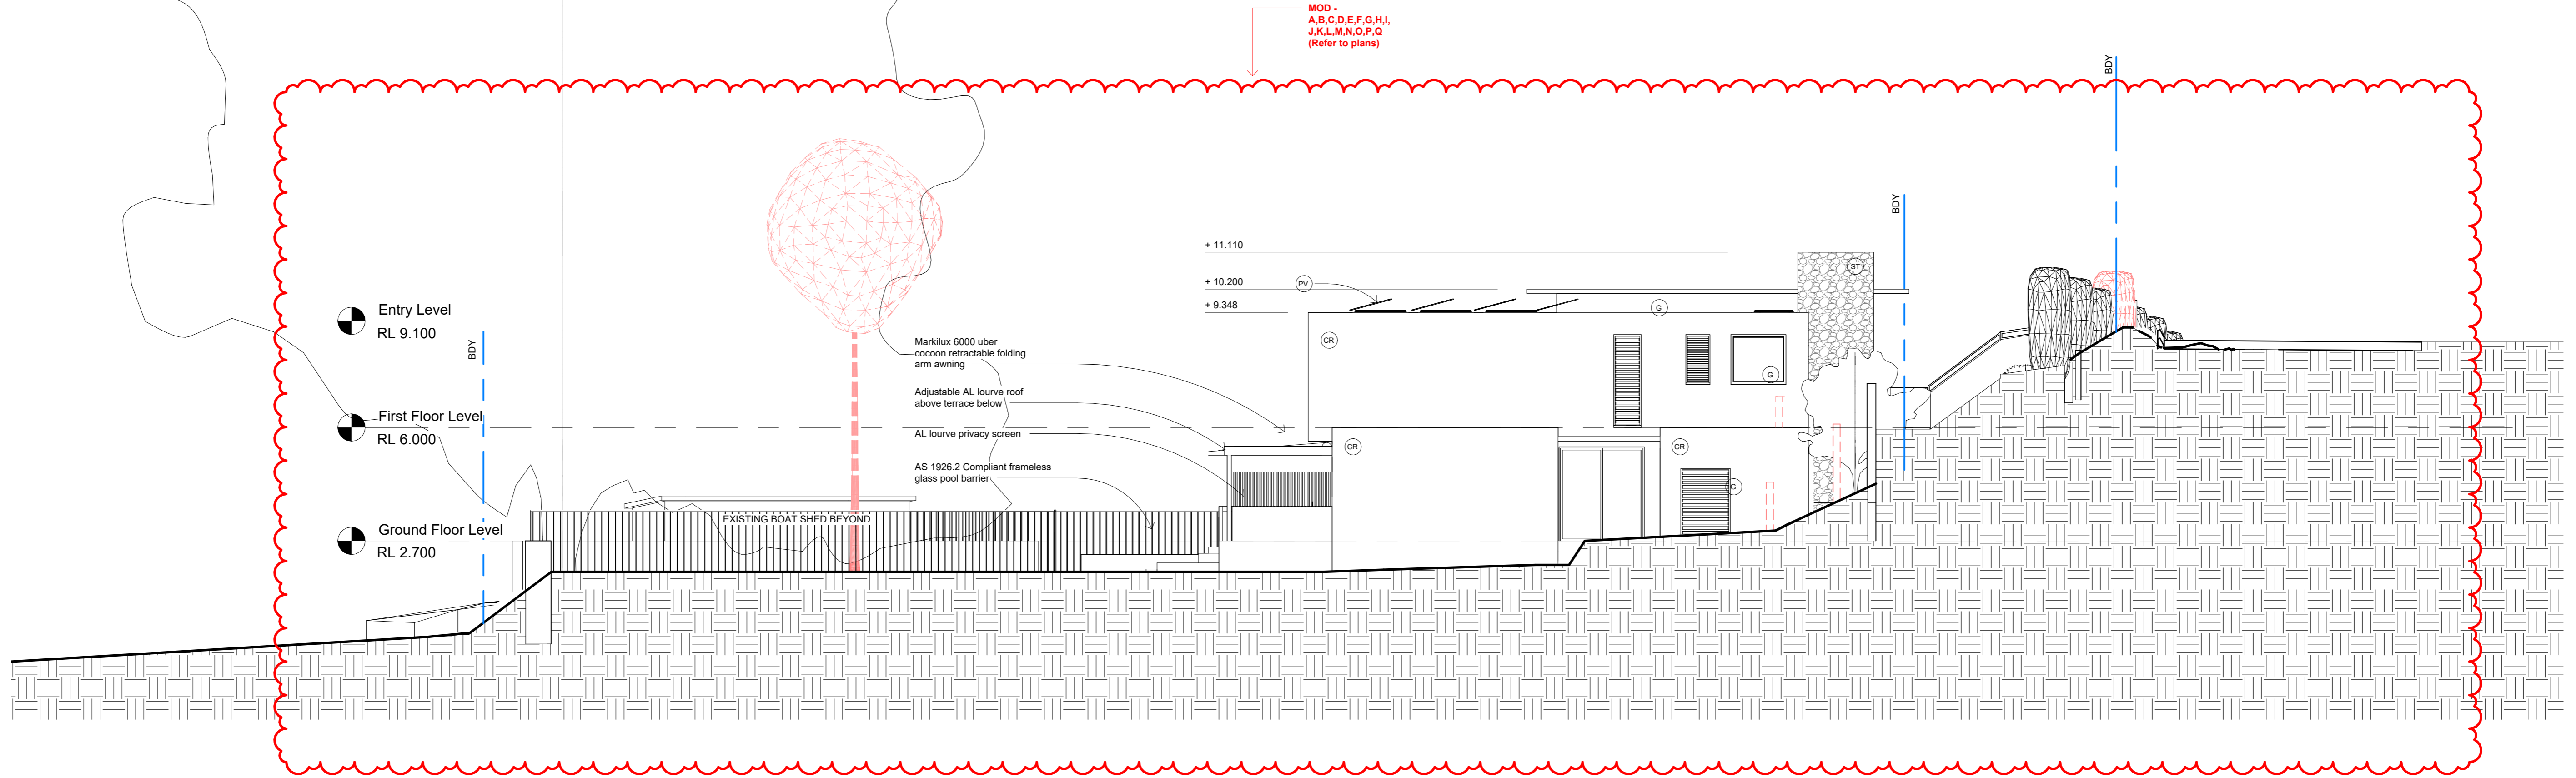 MOD -
A,B,C,D,E,F,G,H,I,
J,K,L,M,N,O,P,Q
(Refer to plans)
BDY
BDY
+ 11.110
ST
+ 10.200
PV
+ 9.348
G
Entry Level
RL 9.100
BDY
CR
Markilux 6000 uber
cocoon retractable folding
arm awning
G
Adjustable AL lourve roof
above terrace below
First Floor Level
RL 6.000
AL lourve privacy screen
CR
CR
AS 1926.2 Compliant frameless
glass pool barrier
G
EXISTING BOAT SHED BEYOND
Ground Floor Level
RL 2.700